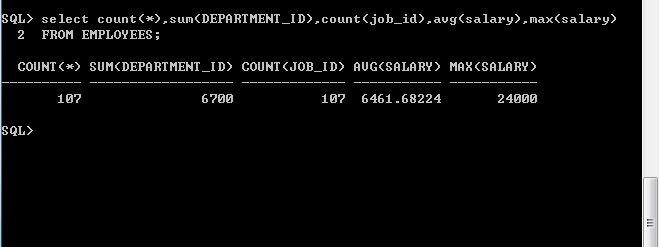 SQL> select count(*),sum(DEPARTMENT_ID),count(job_id),avg(salary),max(salary)
  2  FROM EMPLOYEES;
  COUNT(*) SUM(DEPARTMENT_ID) COUNT(JOB_ID) AVG(SALARY) MAX(SALARY)
---------- ------------------ ------------- ----------- -----------
       107               6700           107  6461.68224       24000
SQL>